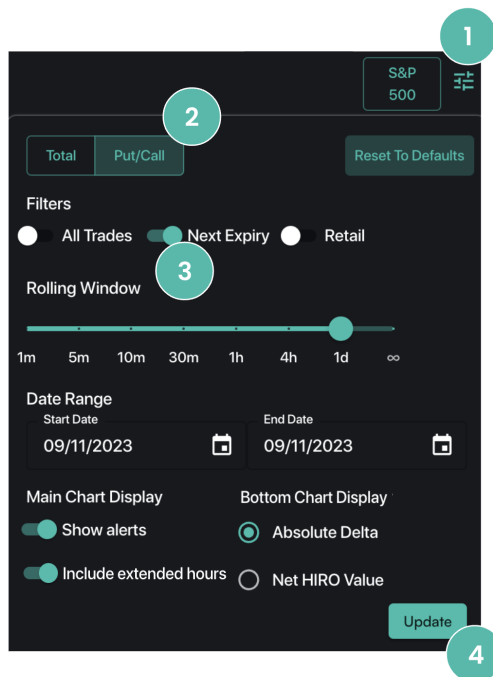 1
S&P
500
2
Total Put/Call Reset To Defaults
Filters
All Trades Next Expiry Retail
3
Rolling Window
1m 5m 10m 30m 1h 4h 1d ∞
Date Range
Start Date End Date
09/11/2023 09/11/2023
Main Chart Display Bottom Chart Display
Show alerts Absolute Delta
Include extended hours Net HIRO Value
Update
4